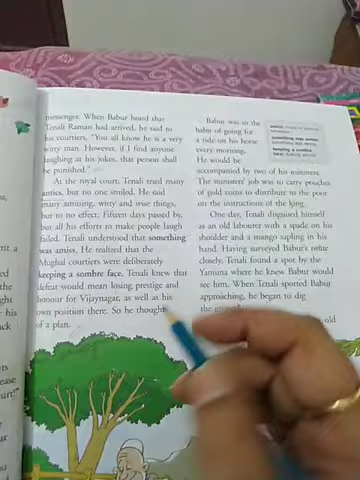 messenger. When Babur heard that
Tenali Raman had arrived, he said to
his courtiers, "You all know he is a very
witty man. However, if I find anyone
laughing at his jokes, that person shall
be punished."
At the royal court, Tenali tried many
antics, but no one smiled. He said
many amusing, witty and wise things,
but to no effect. Fifteen days passed by,
but all his efforts to make people laugh
failed. Tenali understood that something
was amiss. He realized that the
Moghal courtiers were deliberately
keeping a sombre face. Tenali knew that
defeat would mean losing prestige and
honour for Vijaynagar, as well as his
own position there. So he thought
of a plan.
Babur was in the
habit of going for
a ride on his horse
every morning.
He would be
accompanied by two of his ministers.
The ministers' job was to carry pouches
of gold coins to distribute to the poor
on the instructions of the king.
One day, Tenali disguised himself
as an old labourer with a spade on his
shoulder and a mango sapling in his
hand. Having surveyed Babur's route
closely, Tenali found a spot by the
Yamuna where he knew Babur would
see him. When Tenali spotted Babur
approaching, he began to dig
the ground.
old